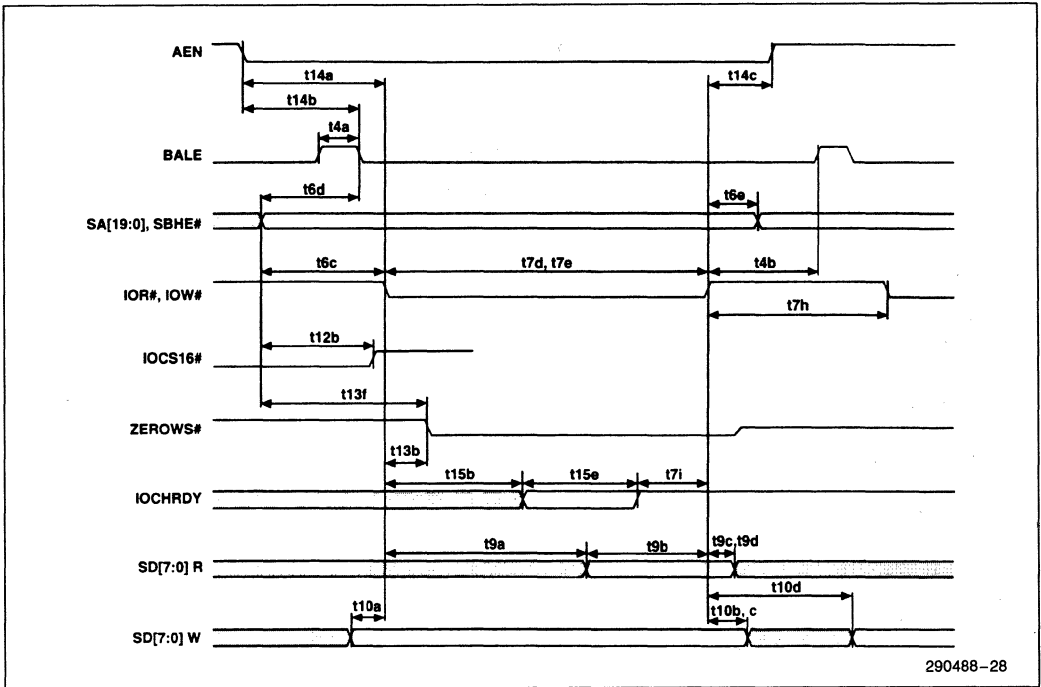 AEN
t14a
t14c
t14b
t4a
BALE
t6d
t6e
SA[19:0], SBHE#
t6c
t7d, t7e
t4b
IOR#, IOW#
t7h
t12b
IOCS16#
t13f
ZEROWS#
t13b
t15b
t15e
t7i
IOCHRDY
t9a
t9b
t9c,t9d
SD[7:0] R
t10d
t10a
t10b, c
SD[7:0] W
290488-28